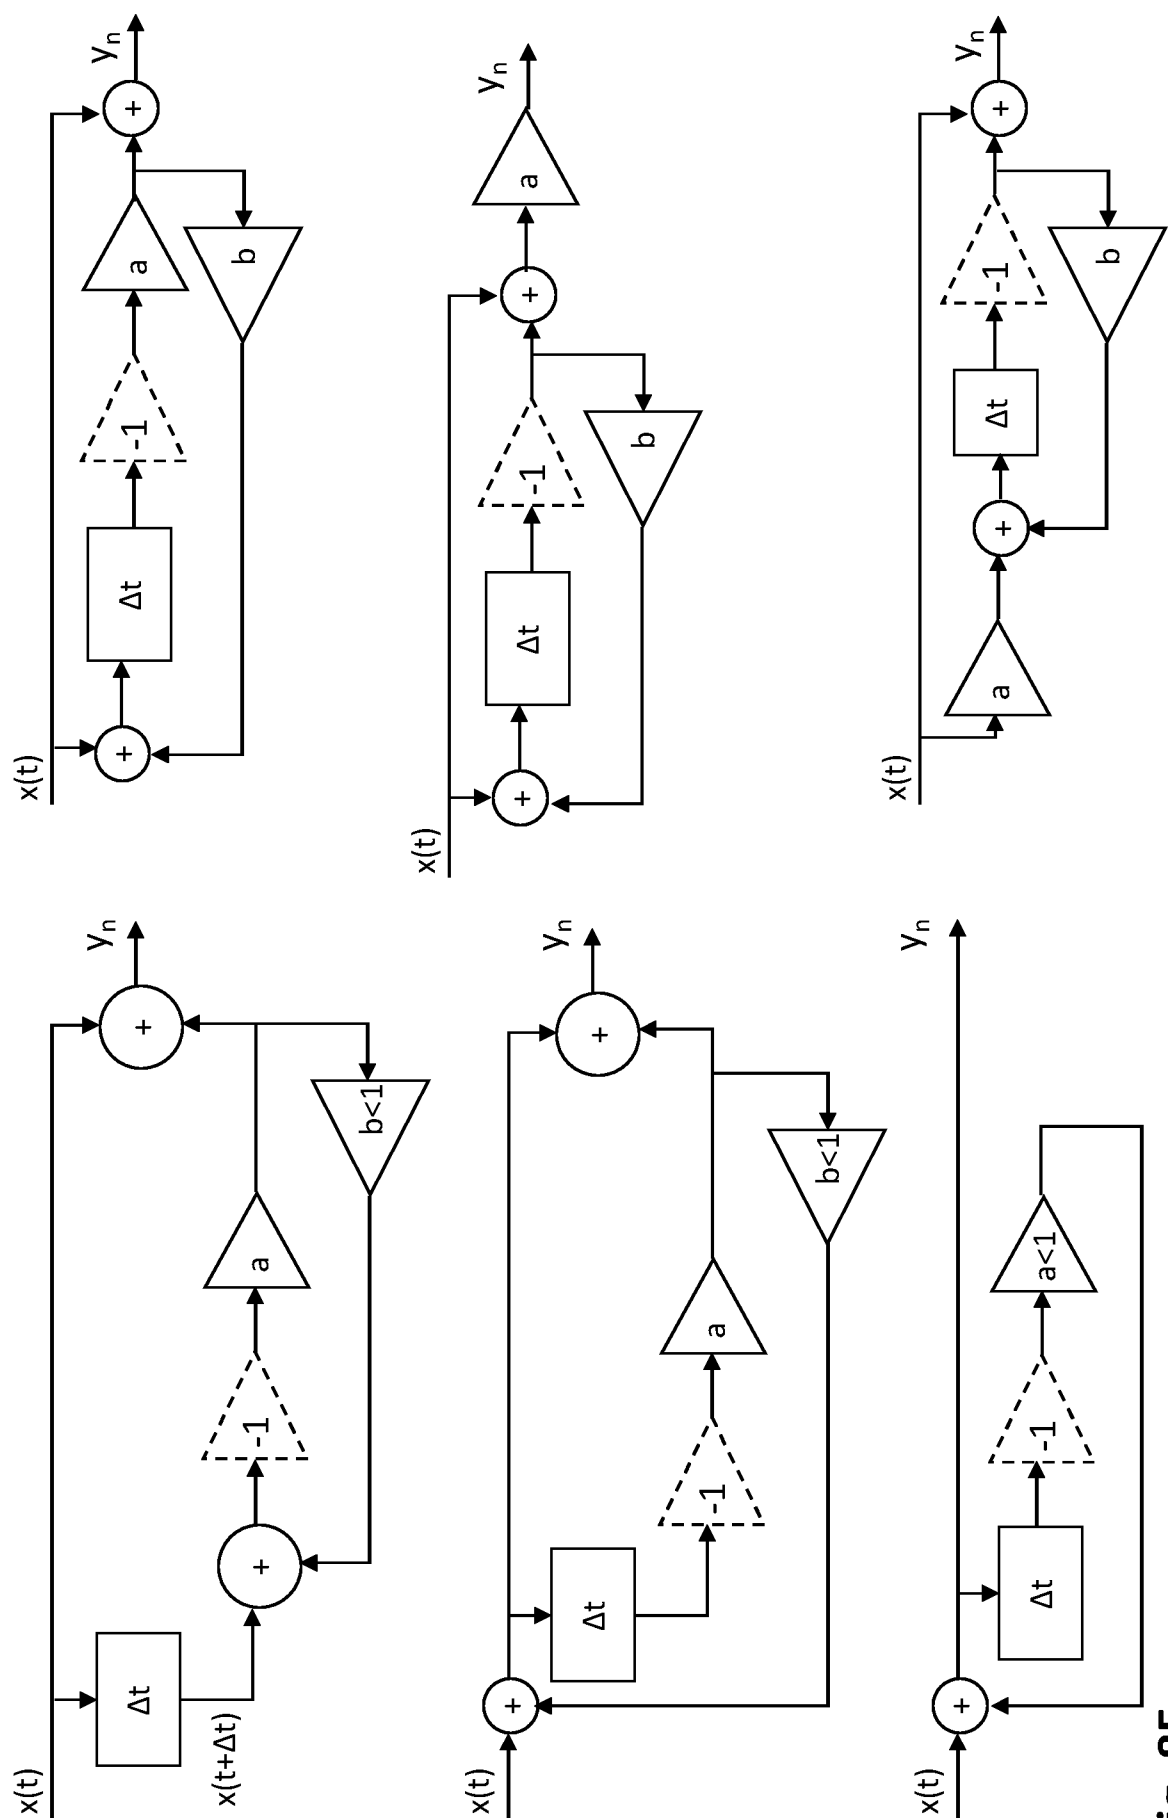 x(t)
Δt
x(t+Δt)
+
-1
a
b<1
+
yₙ
x(t)
+
Δt
-1
a
b
+
yₙ
x(t)
+
Δt
-1
a
b<1
+
yₙ
x(t)
+
Δt
-1
b
+
a
yₙ
x(t)
+
Δt
-1
a<1
yₙ
x(t)
a
+
Δt
-1
b
+
yₙ